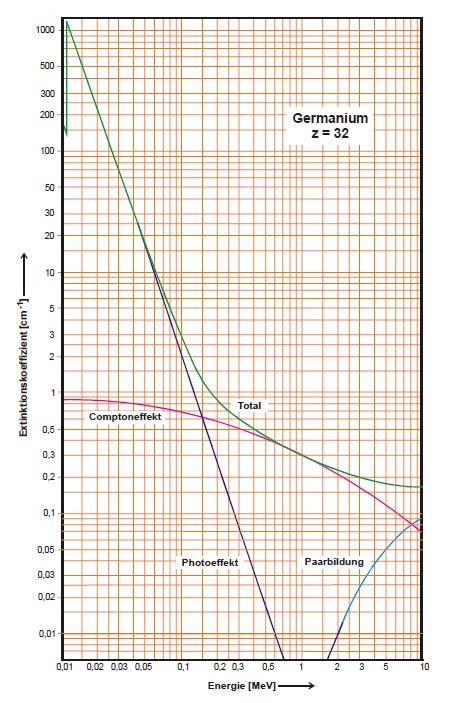 1000
500
300
200
100
50
30
20
10
5
3
2
1
0,5
0,3
0,2
0,1
0,05
0,03
0,02
0,01
Extinktionskoeffizient [cm⁻¹]
Germanium
z = 32
Total
Comptoneffekt
Photoeffekt
Paarbildung
0,01 0,02 0,03 0,05 0,1 0,2 0,3 0,5 1 2 3 5 10
Energie [MeV]